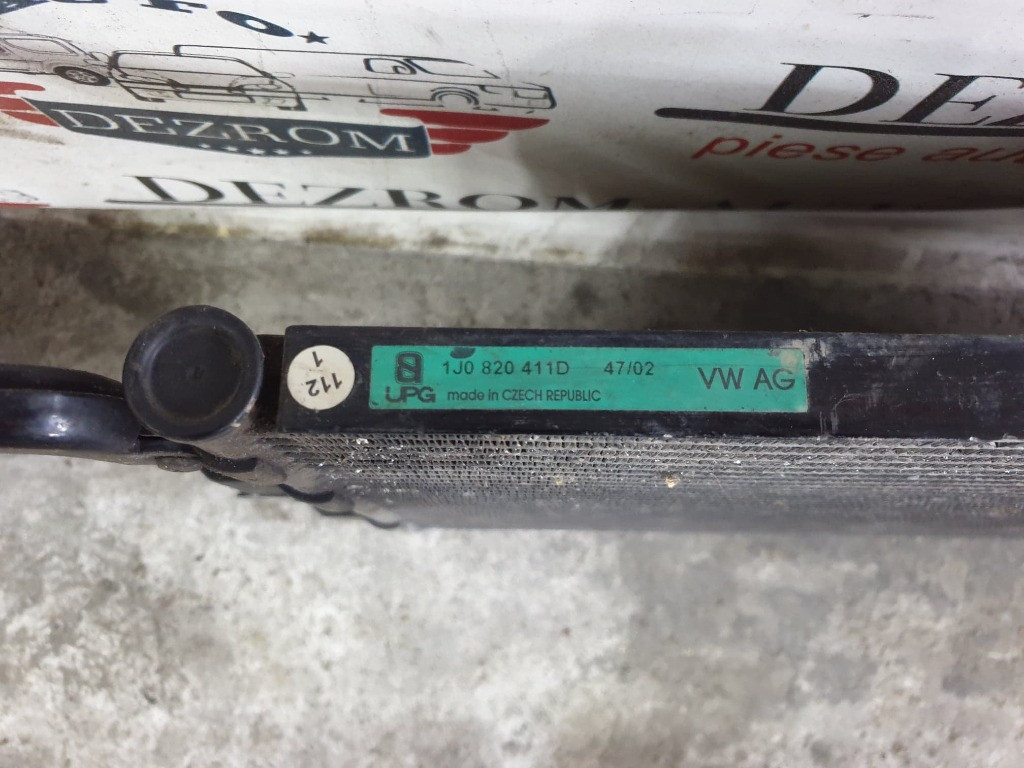 FO.
DEZROM
DE
piese au
DEZROM
112
1
UPG
1J0 820 411D 47/02 VW AG
made in CZECH REPUBLIC